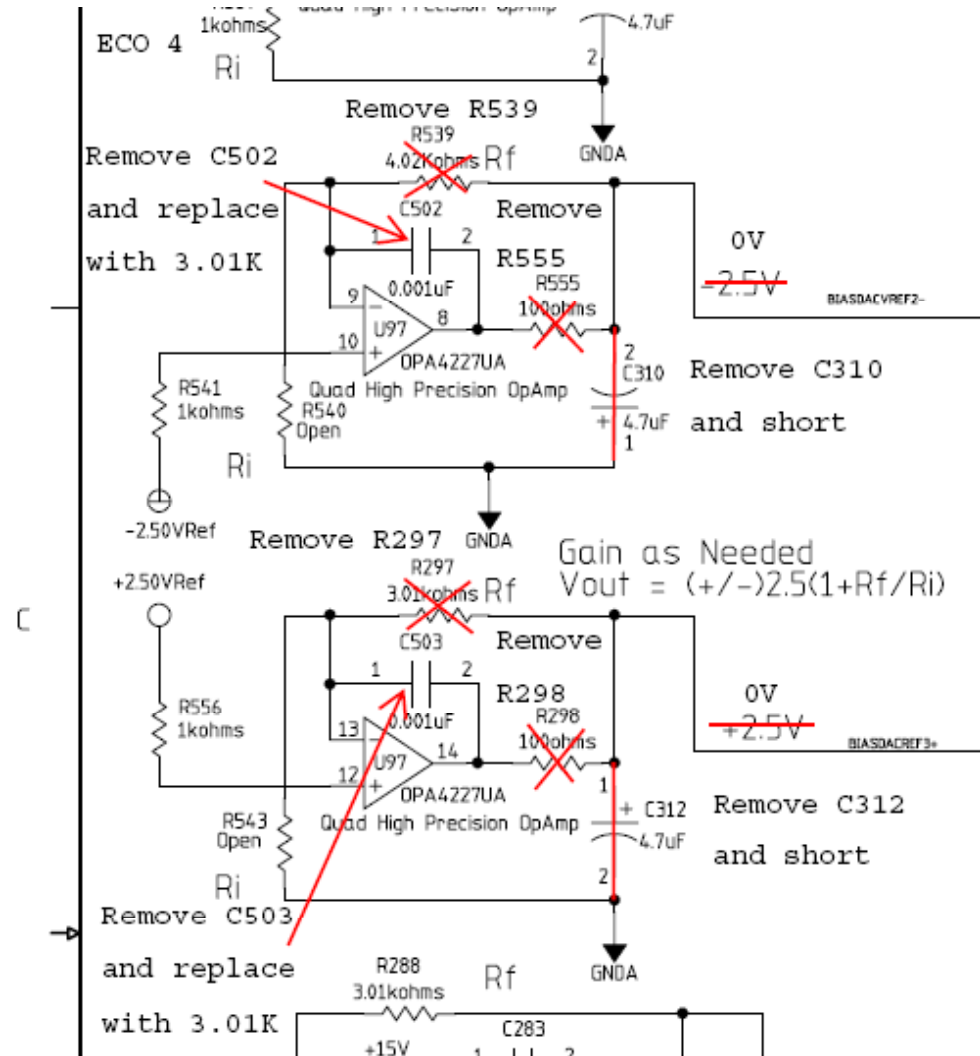 1kohms
Quad High Precision OpAmp
4.7uF
ECO 4
2
Ri
Remove R539
GNDA
R539
4.02Kohms Rf
Remove C502
and replace
with 3.01K
C502
1 2
0.001uF
Remove
R555
R555
100ohms
0V
-2.5V
BIASDACVREF2-
9
8
U97
10
OPA4227UA
Quad High Precision OpAmp
2
C310
4.7uF
1
Remove C310
and short
R541
1kohms
R540
Open
Ri
-2.50VRef
GNDA
Remove R297
R297
3.01kohms Rf
Gain as Needed
Vout = (+/-)2.5(1+Rf/Ri)
+2.50VRef
C
C503
1 2
0.001uF
Remove
R298
R298
100ohms
0V
+2.5V
BIASDACREF3+
R556
1kohms
13
14
U97
12
OPA4227UA
Quad High Precision OpAmp
1
C312
4.7uF
2
Remove C312
and short
R543
Open
Ri
Remove C503
and replace
with 3.01K
GNDA
R288
3.01kohms
Rf
C283
+15V
1 2